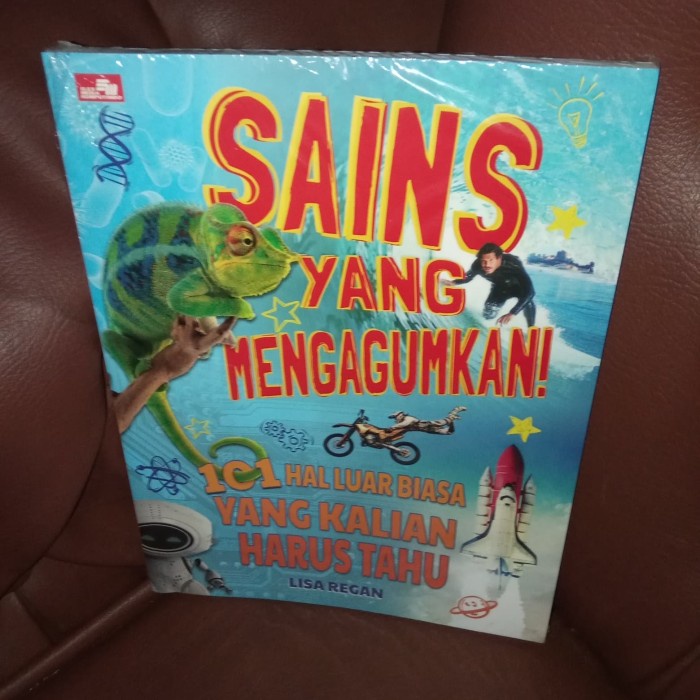 SAINS
YANG
MENGAGUMKAN!
101 HAL LUAR BIASA
YANG KALIAN
HARUS TAHU
LISA REGAN